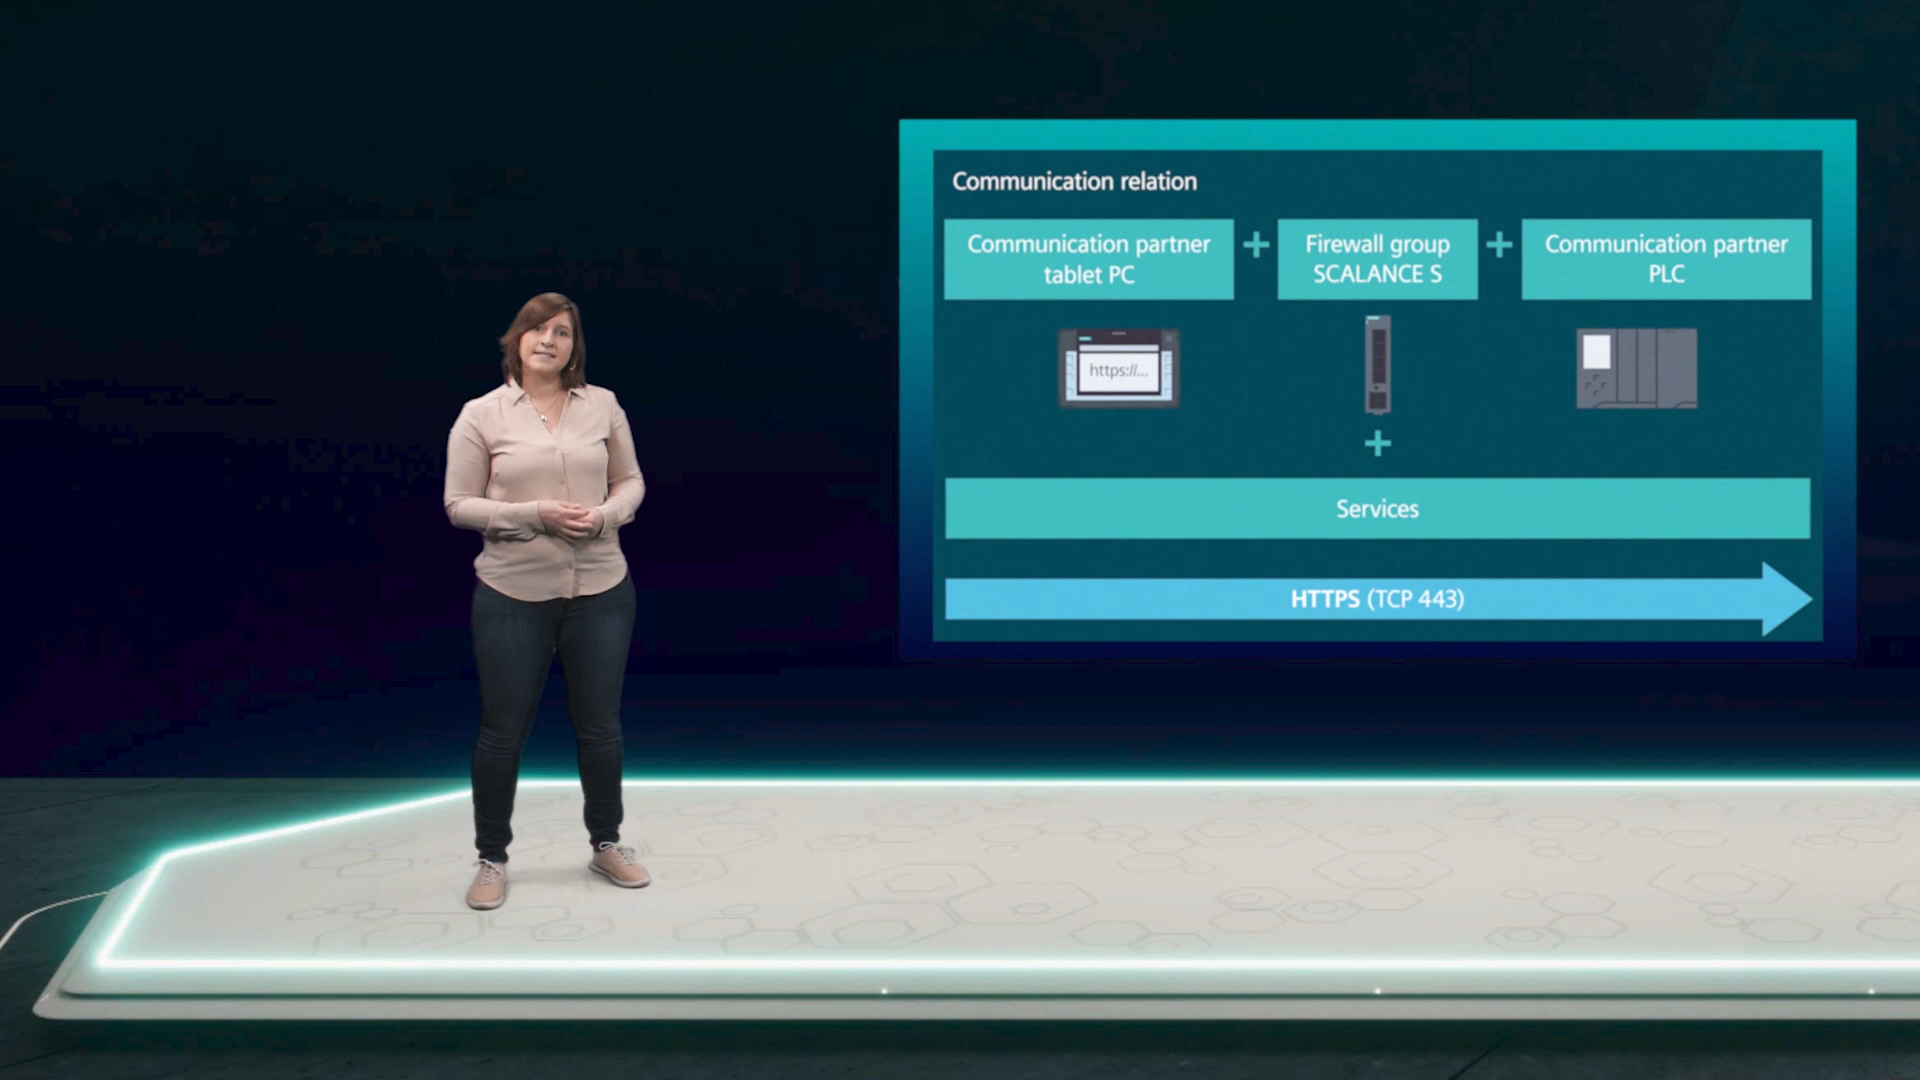 Communication relation
Communication partner
tablet PC
+
Firewall group
SCALANCE S
+
Communication partner
PLC
https://...
+
Services
HTTPS (TCP 443)